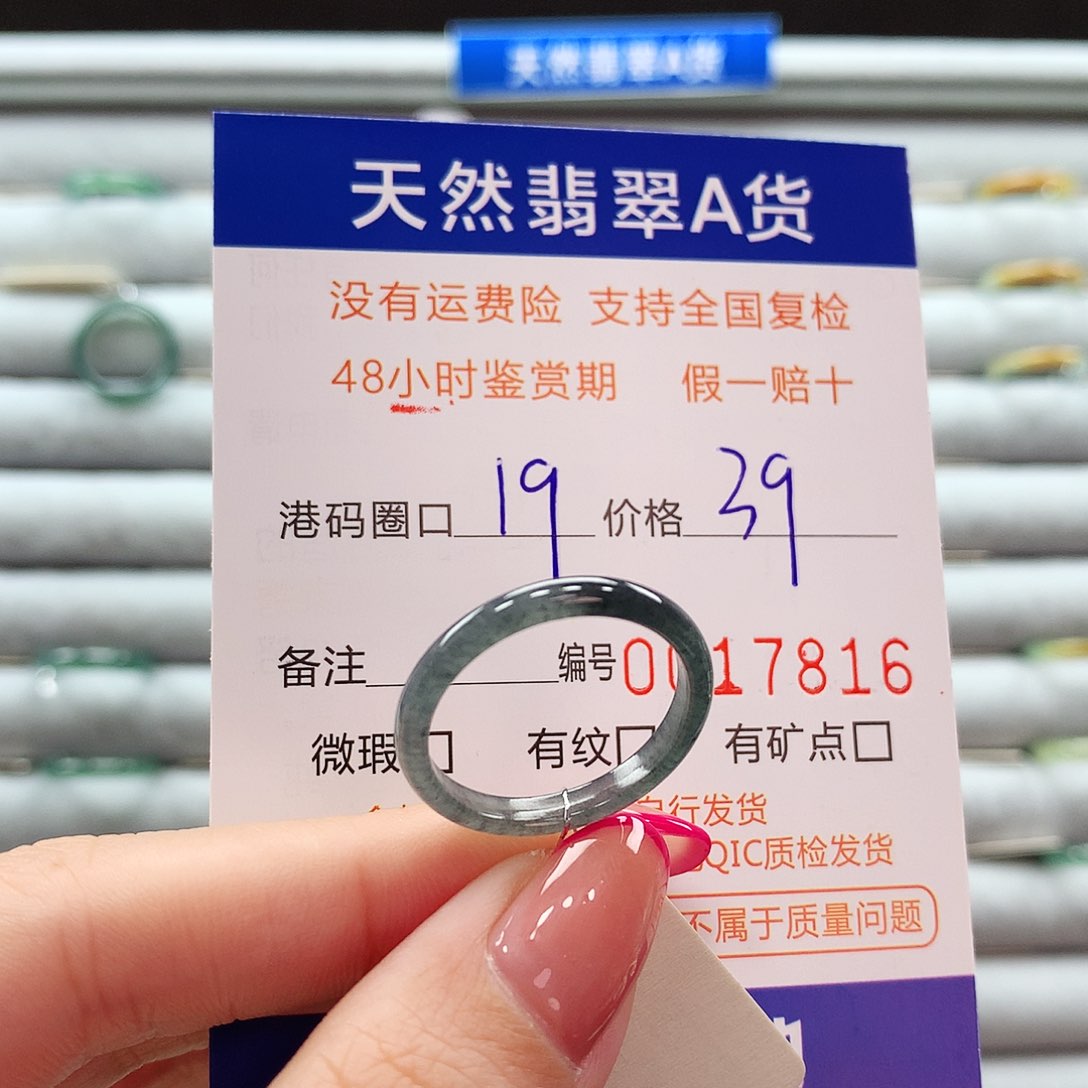 天然翡翠A货
天然翡翠A货
没有运费险 支持全国复检
48小时鉴赏期 假一赔十
港码圈口 19 价格 39
备注 编号 0017816
微瑕 有纹 有矿点
自行发货
QIC质检发货
不属于质量问题